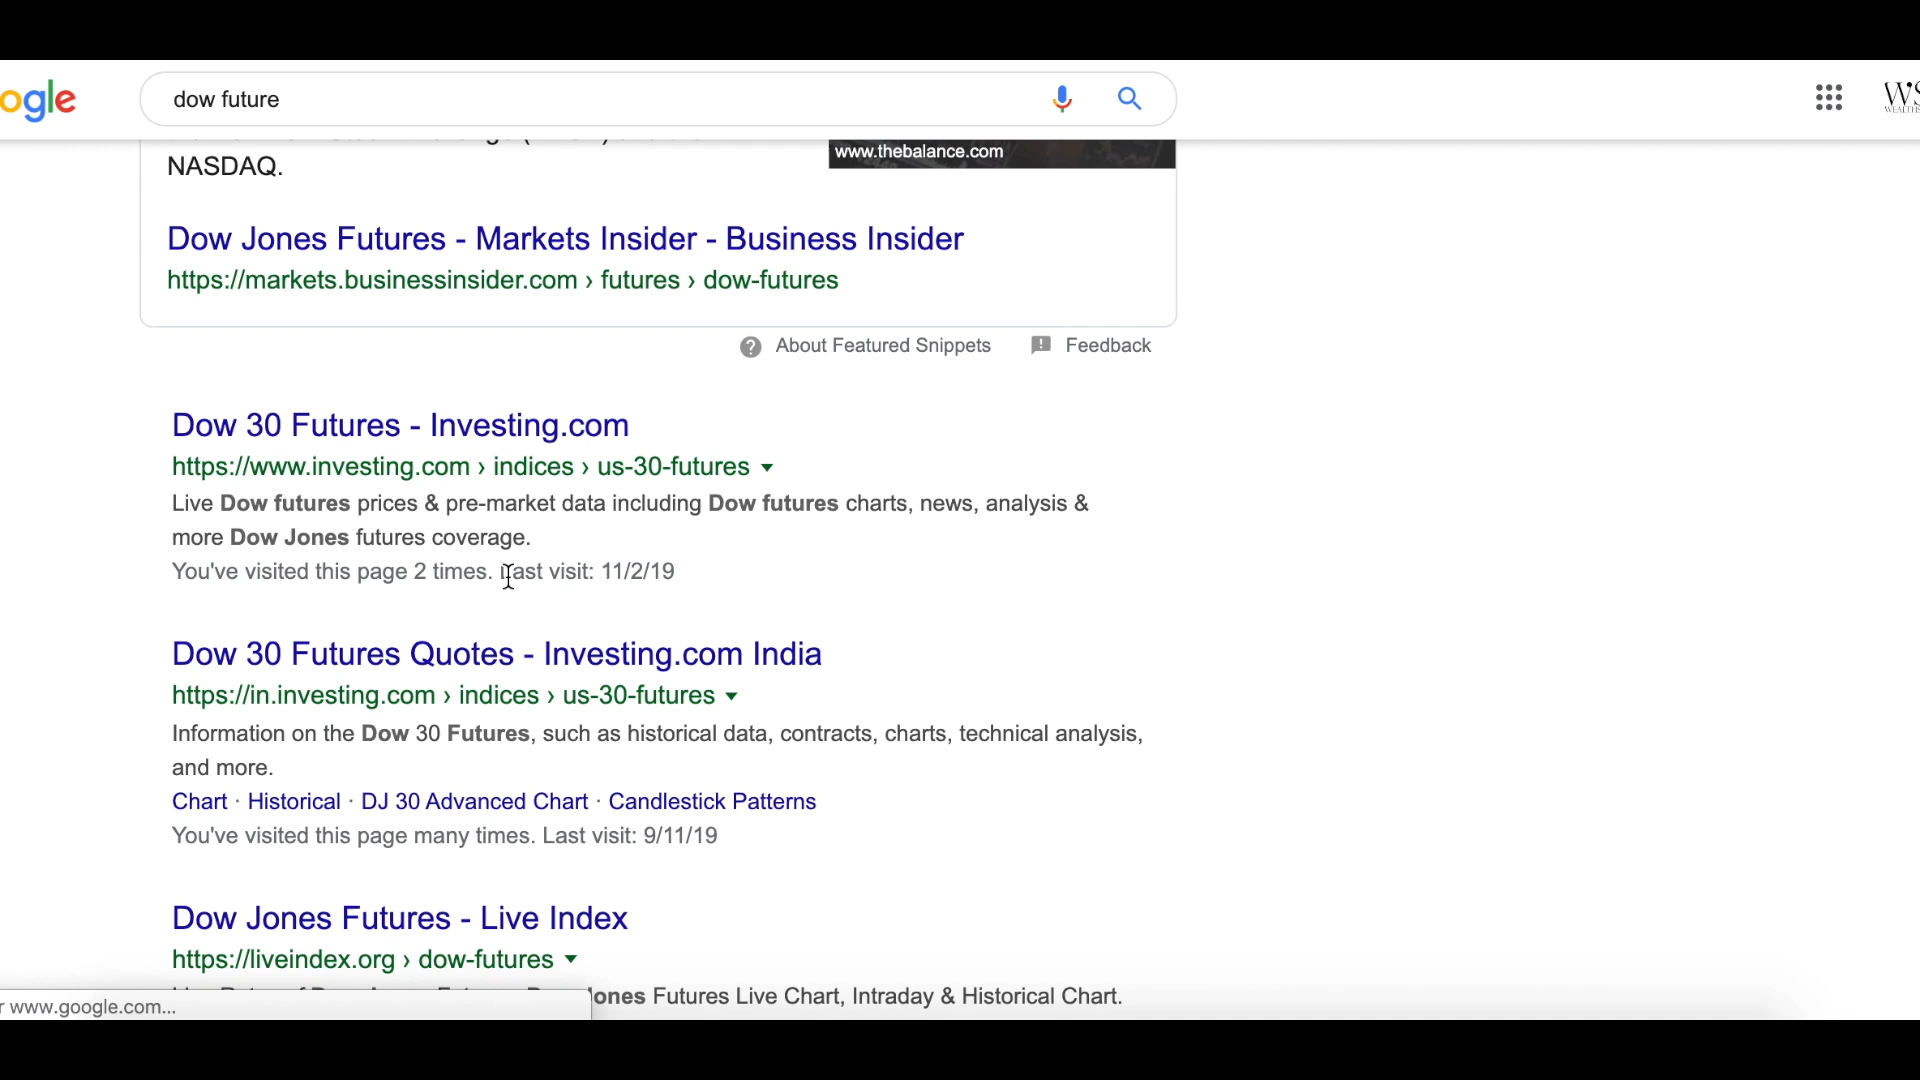 ogle
dow future
www.thebalance.com
NASDAQ.
Dow Jones Futures - Markets Insider - Business Insider
https://markets.businessinsider.com › futures › dow-futures
About Featured Snippets
Feedback
Dow 30 Futures - Investing.com
https://www.investing.com › indices › us-30-futures
Live Dow futures prices & pre-market data including Dow futures charts, news, analysis &
more Dow Jones futures coverage.
You've visited this page 2 times. Last visit: 11/2/19
Dow 30 Futures Quotes - Investing.com India
https://in.investing.com › indices › us-30-futures
Information on the Dow 30 Futures, such as historical data, contracts, charts, technical analysis,
and more.
Chart · Historical · DJ 30 Advanced Chart · Candlestick Patterns
You've visited this page many times. Last visit: 9/11/19
Dow Jones Futures - Live Index
https://liveindex.org › dow-futures
Jones Futures Live Chart, Intraday & Historical Chart.
r www.google.com...